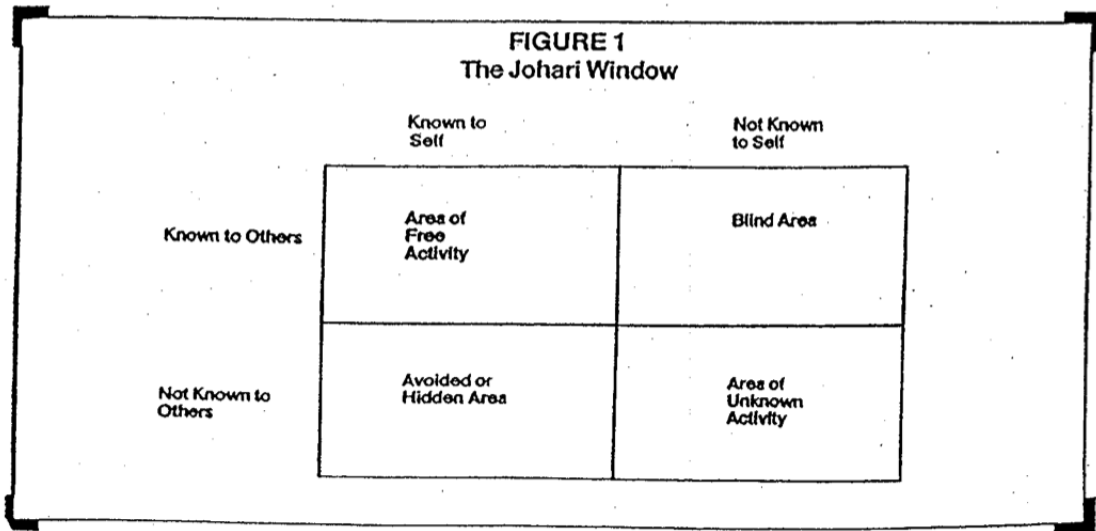 FIGURE 1
The Johari Window
Known to
Self
Not Known
to Self
Known to Others
Area of
Free
Activity
Blind Area
Not Known to
Others
Avoided or
Hidden Area
Area of
Unknown
Activity